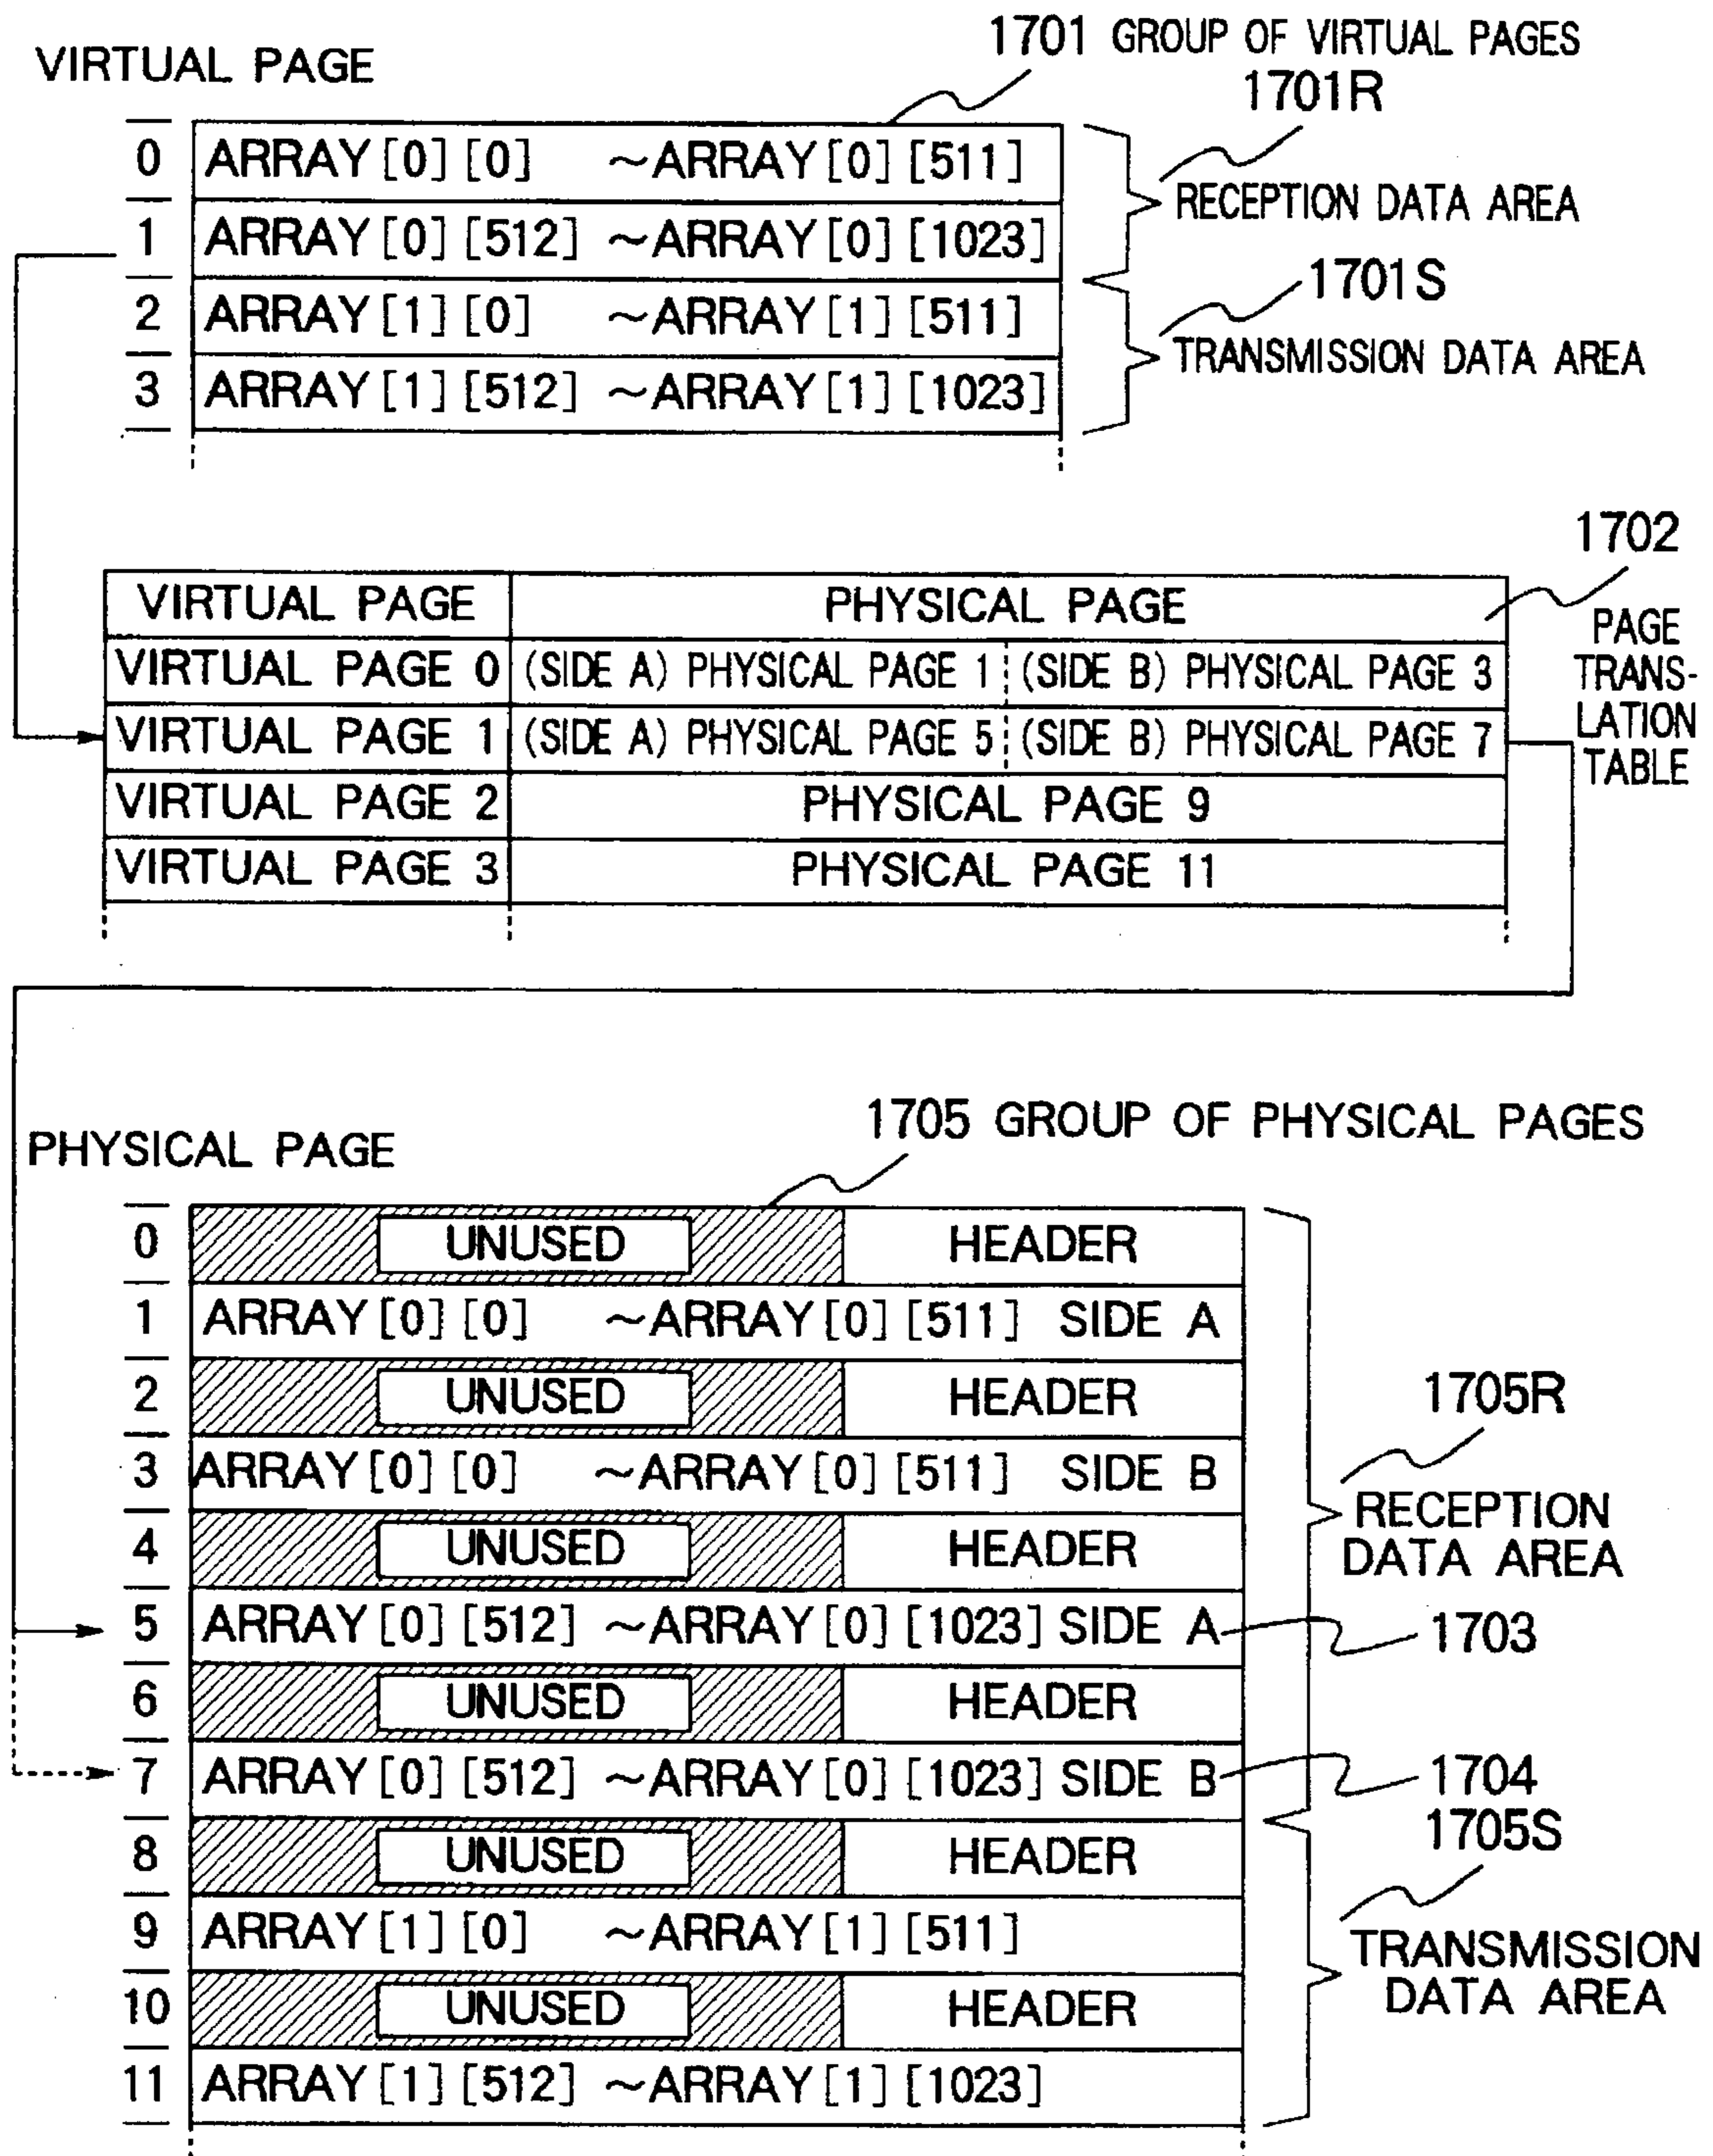 1701 GROUP OF VIRTUAL PAGES
VIRTUAL PAGE
1701R
0 ARRAY[0][0] ~ARRAY[0][511]
RECEPTION DATA AREA
1 ARRAY[0][512] ~ARRAY[0][1023]
1701S
2 ARRAY[1][0] ~ARRAY[1][511]
TRANSMISSION DATA AREA
3 ARRAY[1][512] ~ARRAY[1][1023]
1702
PAGE
TRANS-
LATION
TABLE
VIRTUAL PAGE PHYSICAL PAGE
VIRTUAL PAGE 0 (SIDE A) PHYSICAL PAGE 1 (SIDE B) PHYSICAL PAGE 3
VIRTUAL PAGE 1 (SIDE A) PHYSICAL PAGE 5 (SIDE B) PHYSICAL PAGE 7
VIRTUAL PAGE 2 PHYSICAL PAGE 9
VIRTUAL PAGE 3 PHYSICAL PAGE 11
1705 GROUP OF PHYSICAL PAGES
PHYSICAL PAGE
0 UNUSED HEADER
1 ARRAY[0][0] ~ARRAY[0][511] SIDE A
2 UNUSED HEADER
1705R
3 ARRAY[0][0] ~ARRAY[0][511] SIDE B
RECEPTION
DATA AREA
4 UNUSED HEADER
5 ARRAY[0][512] ~ARRAY[0][1023] SIDE A
1703
6 UNUSED HEADER
7 ARRAY[0][512] ~ARRAY[0][1023] SIDE B
1704
1705S
8 UNUSED HEADER
9 ARRAY[1][0] ~ARRAY[1][511]
TRANSMISSION
DATA AREA
10 UNUSED HEADER
11 ARRAY[1][512] ~ARRAY[1][1023]